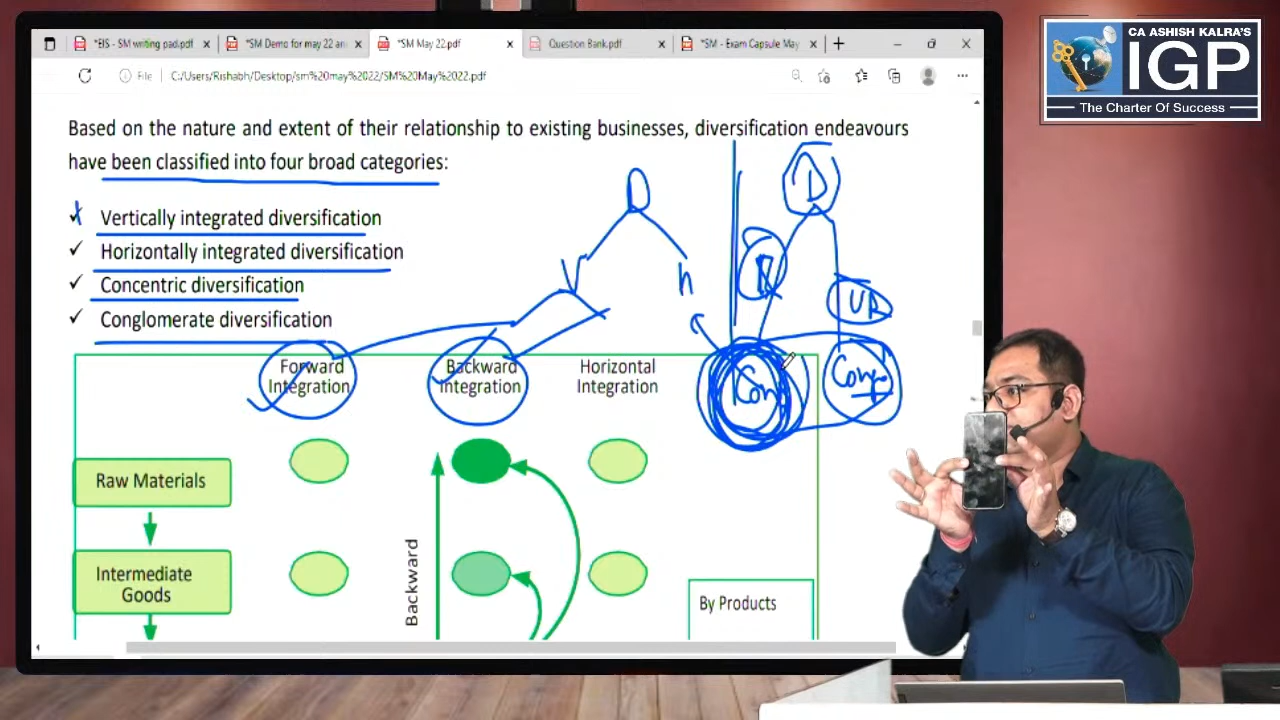 *EIS - SM writing pad.pdf
*SM Demo for may 22 an
*SM May 22.pdf
Question Bank.pdf
*SM - Exam Capsule May
File
C:/Users/Rishabh/Desktop/sm%20may%2022/SM%20May%2022.pdf
CA ASHISH KALRA'S
IGP
The Charter Of Success
Based on the nature and extent of their relationship to existing businesses, diversification endeavours
have been classified into four broad categories:
Vertically integrated diversification
Horizontally integrated diversification
Concentric diversification
Conglomerate diversification
D
D
V
h
R
UR
Con
Forward
Integration
Backward
Integration
Horizontal
Integration
Raw Materials
Intermediate
Goods
Backward
By Products